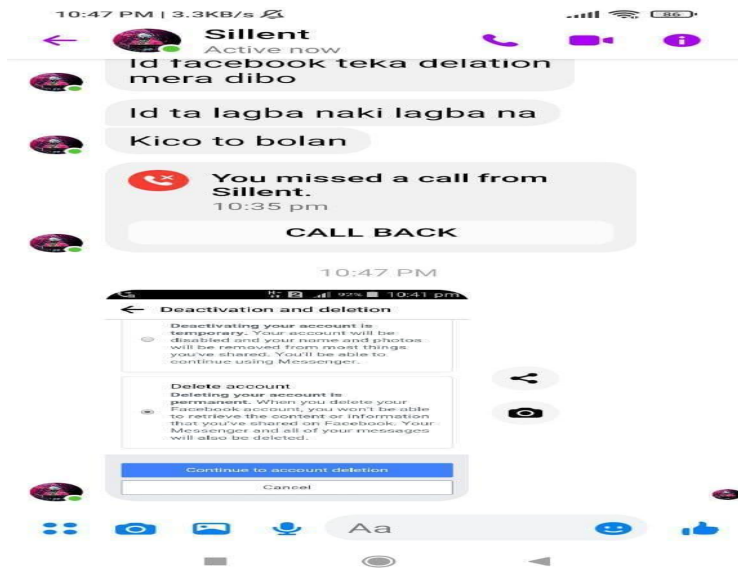 10:47 PM | 3.3KB/s
86
Sillent
Active now
Id facebook teka delation
mera dibo
Id ta lagba naki lagba na
Kico to bolan
You missed a call from
Sillent.
10:35 pm
CALL BACK
10:47 PM
92% 10:41 pm
Deactivation and deletion
Deactivating your account is
temporary. Your account will be
disabled and your name and photos
will be removed from most things
you've shared. You'll be able to
continue using Messenger.
Delete account
Deleting your account is
permanent. When you delete your
Facebook account, you won't be able
to retrieve the content or information
that you've shared on Facebook. Your
Messenger and all of your messages
will also be deleted.
Continue to account deletion
Cancel
Aa